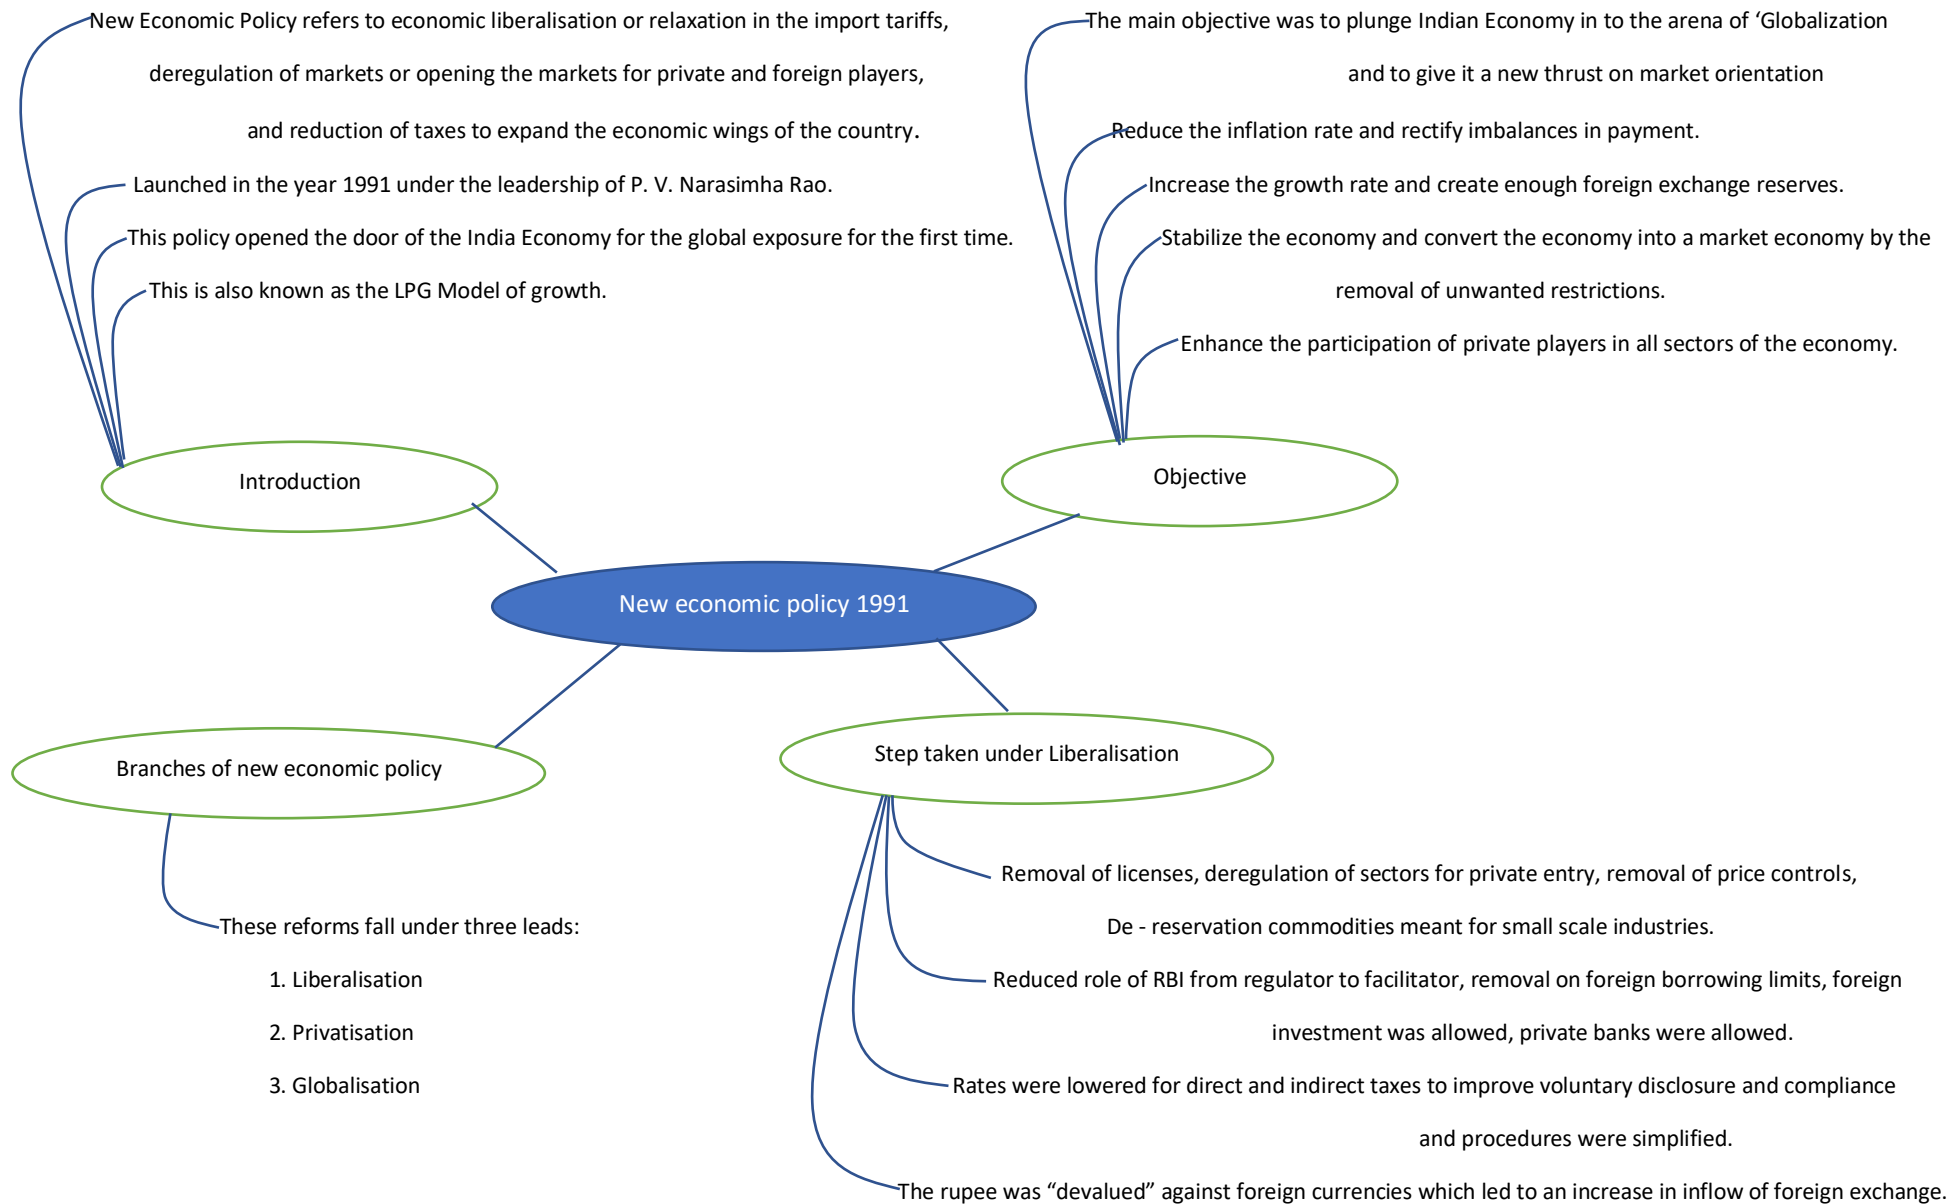 New Economic Policy refers to economic liberalisation or relaxation in the import tariffs,
deregulation of markets or opening the markets for private and foreign players,
and reduction of taxes to expand the economic wings of the country.
Launched in the year 1991 under the leadership of P. V. Narasimha Rao.
This policy opened the door of the India Economy for the global exposure for the first time.
This is also known as the LPG Model of growth.
Introduction
The main objective was to plunge Indian Economy in to the arena of ‘Globalization
and to give it a new thrust on market orientation
Reduce the inflation rate and rectify imbalances in payment.
Increase the growth rate and create enough foreign exchange reserves.
Stabilize the economy and convert the economy into a market economy by the
removal of unwanted restrictions.
Enhance the participation of private players in all sectors of the economy.
Objective
New economic policy 1991
Branches of new economic policy
These reforms fall under three leads:
1. Liberalisation
2. Privatisation
3. Globalisation
Step taken under Liberalisation
Removal of licenses, deregulation of sectors for private entry, removal of price controls,
De - reservation commodities meant for small scale industries.
Reduced role of RBI from regulator to facilitator, removal on foreign borrowing limits, foreign
investment was allowed, private banks were allowed.
Rates were lowered for direct and indirect taxes to improve voluntary disclosure and compliance
and procedures were simplified.
The rupee was “devalued” against foreign currencies which led to an increase in inflow of foreign exchange.